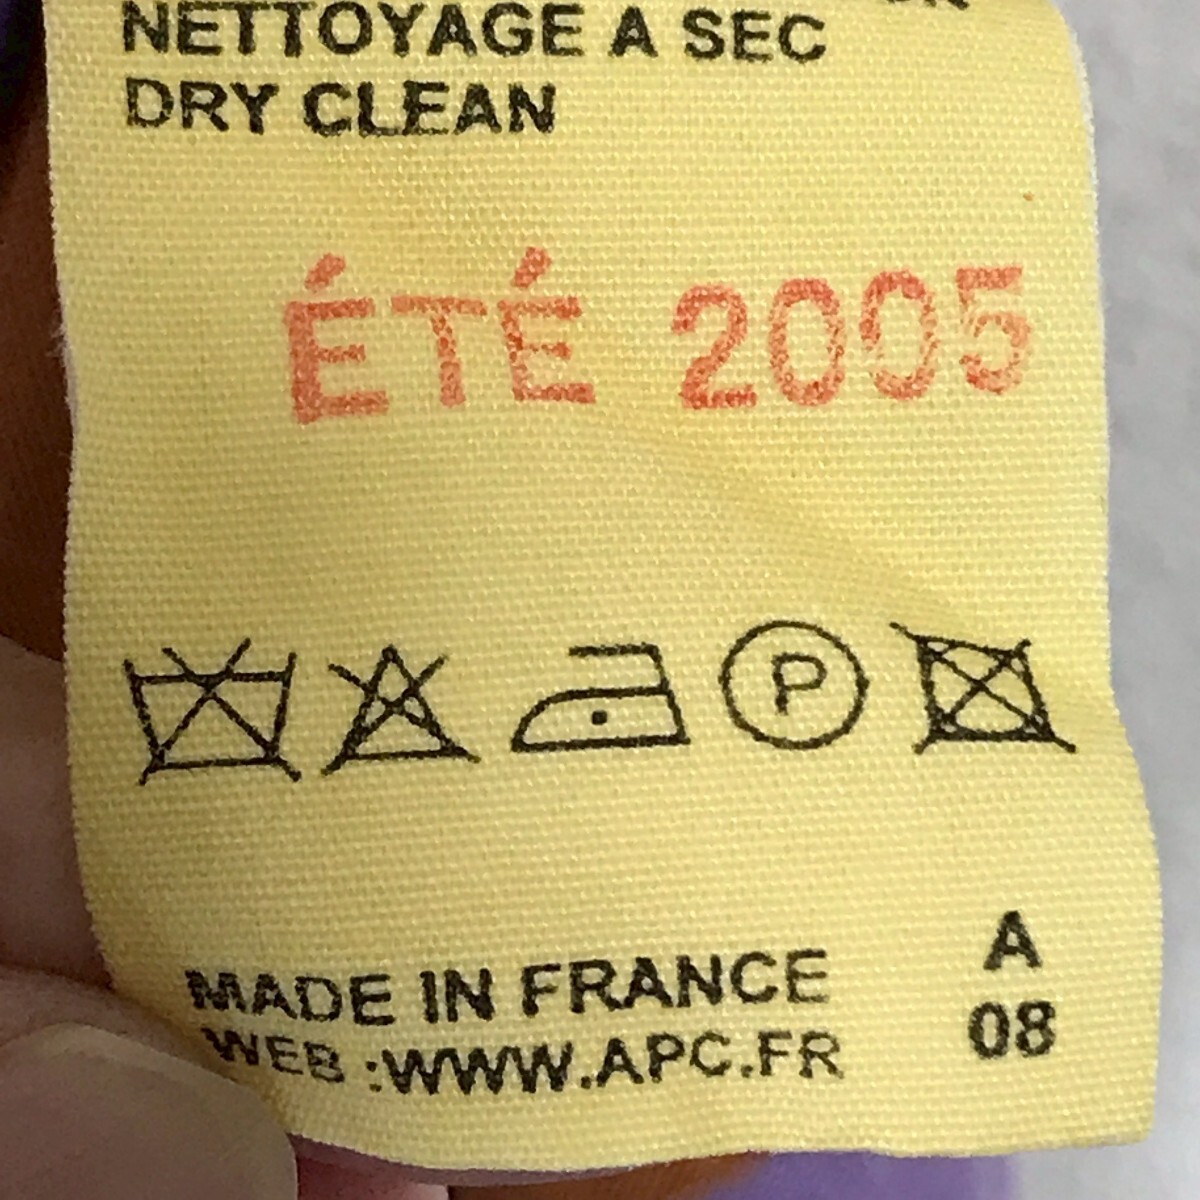 NETTOYAGE A SEC
DRY CLEAN
ÉTÉ 2005
P
A
08
MADE IN FRANCE
WEB :WWW.APC.FR